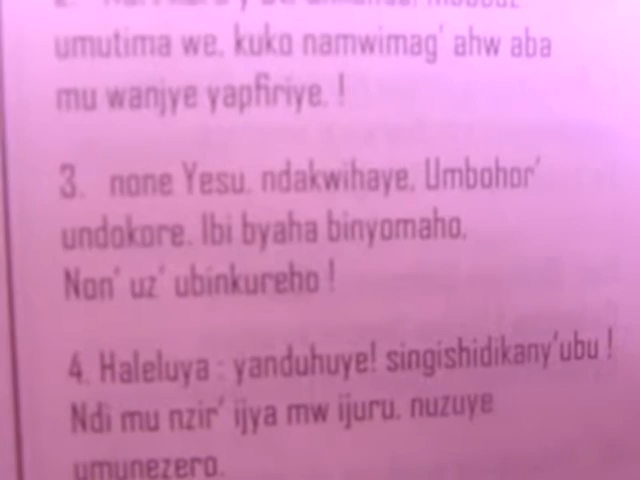 umutima we, kuko namwimag' ahw aba
mu wanjye yapfiriye, !
3. none Yesu, ndakwihaye, Umbohor'
undokore, Ibi byaha binyomaho,
Non' uz' ubinkureho !
4. Haleluya : yanduhuye! singishidikany'ubu !
Ndi mu nzir' ijya mw ijuru, nuzuye
umunezero.